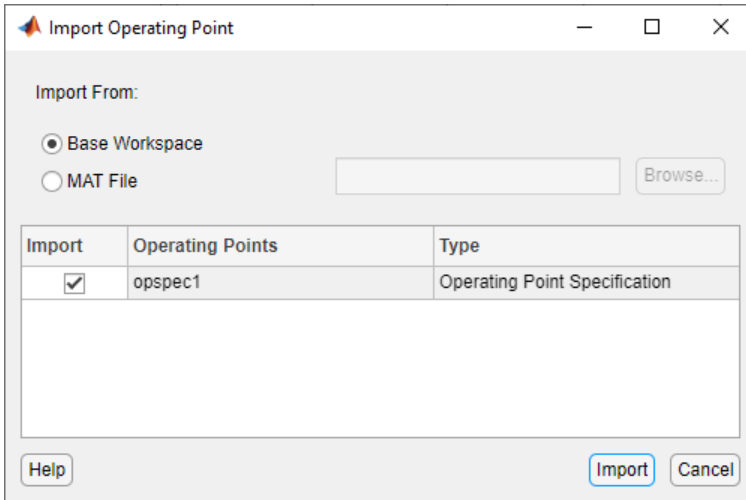 Import Operating Point
Import From:
Base Workspace
MAT File
Browse...
Import Operating Points Type
opspec1 Operating Point Specification
Help Import Cancel